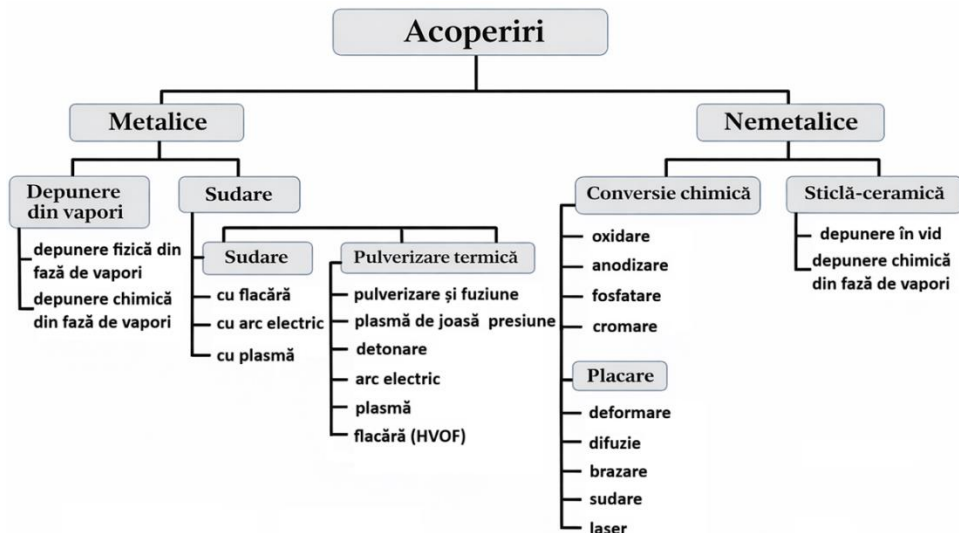 Acoperiri
Metalice
Nemetalice
Depunere
din vapori
Sudare
Conversie chimică
Sticlă-ceramică
depunere fizică din
fază de vapori
depunere chimică
din fază de vapori
Sudare
cu flacără
cu arc electric
cu plasmă
Pulverizare termică
pulverizare și fuziune
plasmă de joasă presiune
detonare
arc electric
plasmă
flacără (HVOF)
oxidare
anodizare
fosfatare
cromare
Placare
deformare
difuzie
brazare
sudare
laser
depunere în vid
depunere chimică
din fază de vapori